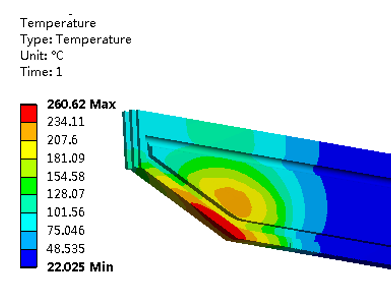 Temperature
Type: Temperature
Unit: °C
Time: 1
260.62 Max
234.11
207.6
181.09
154.58
128.07
101.56
75.046
48.535
22.025 Min